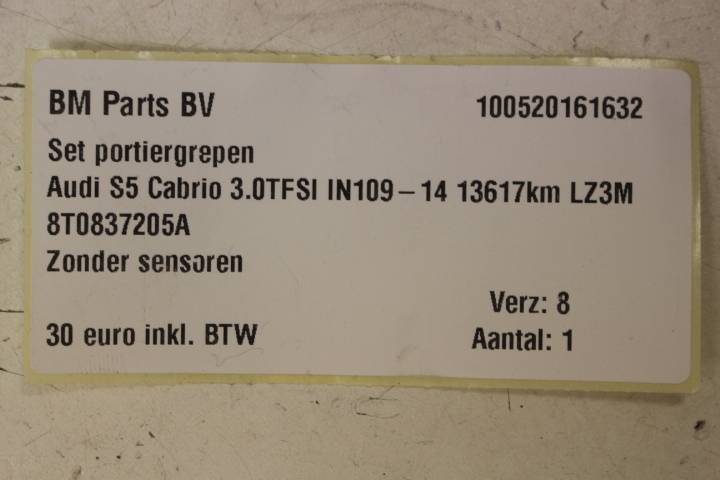 BM Parts BV 100520161632
Set portiergrepen
Audi S5 Cabrio 3.0TFSI IN109-14 13617km LZ3M
8T0837205A
Zonder sensoren
Verz: 8
30 euro inkl. BTW Aantal: 1